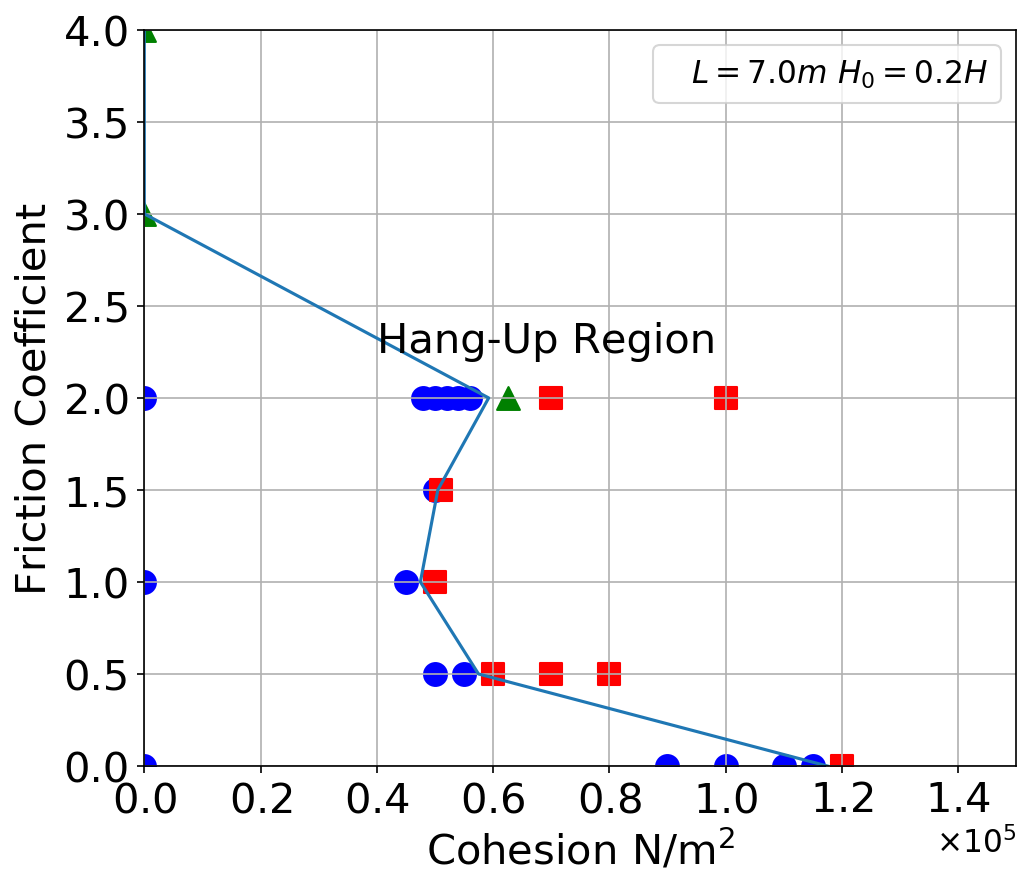 4.0
3.5
3.0
2.5
2.0
1.5
1.0
0.5
0.0
Friction Coefficient
L = 7.0m H₀ = 0.2H
Hang-Up Region
0.0 0.2 0.4 0.6 0.8 1.0 1.2 1.4
×10⁵
Cohesion N/m²